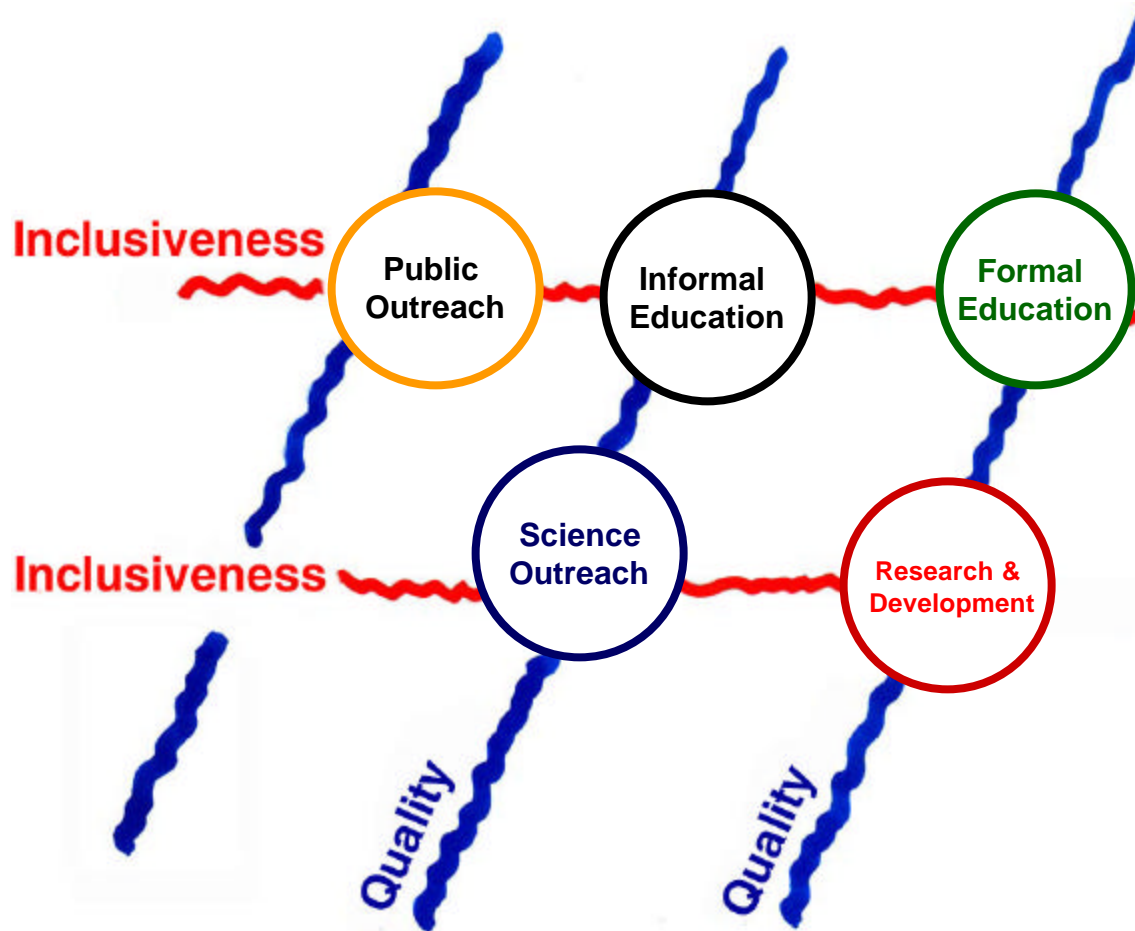 Inclusiveness
Public
Outreach
Informal
Education
Formal
Education
Inclusiveness
Science
Outreach
Research &
Development
Quality
Quality